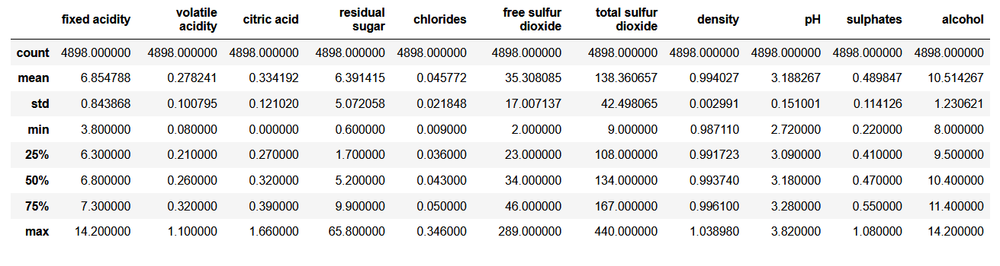 fixed acidity volatile acidity citric acid residual sugar chlorides free sulfur dioxide total sulfur dioxide density pH sulphates alcohol
count 4898.000000 4898.000000 4898.000000 4898.000000 4898.000000 4898.000000 4898.000000 4898.000000 4898.000000 4898.000000 4898.000000
mean 6.854788 0.278241 0.334192 6.391415 0.045772 35.308085 138.360657 0.994027 3.188267 0.489847 10.514267
std 0.843868 0.100795 0.121020 5.072058 0.021848 17.007137 42.498065 0.002991 0.151001 0.114126 1.230621
min 3.800000 0.080000 0.000000 0.600000 0.009000 2.000000 9.000000 0.987110 2.720000 0.220000 8.000000
25% 6.300000 0.210000 0.270000 1.700000 0.036000 23.000000 108.000000 0.991723 3.090000 0.410000 9.500000
50% 6.800000 0.260000 0.320000 5.200000 0.043000 34.000000 134.000000 0.993740 3.180000 0.470000 10.400000
75% 7.300000 0.320000 0.390000 9.900000 0.050000 46.000000 167.000000 0.996100 3.280000 0.550000 11.400000
max 14.200000 1.100000 1.660000 65.800000 0.346000 289.000000 440.000000 1.038980 3.820000 1.080000 14.200000